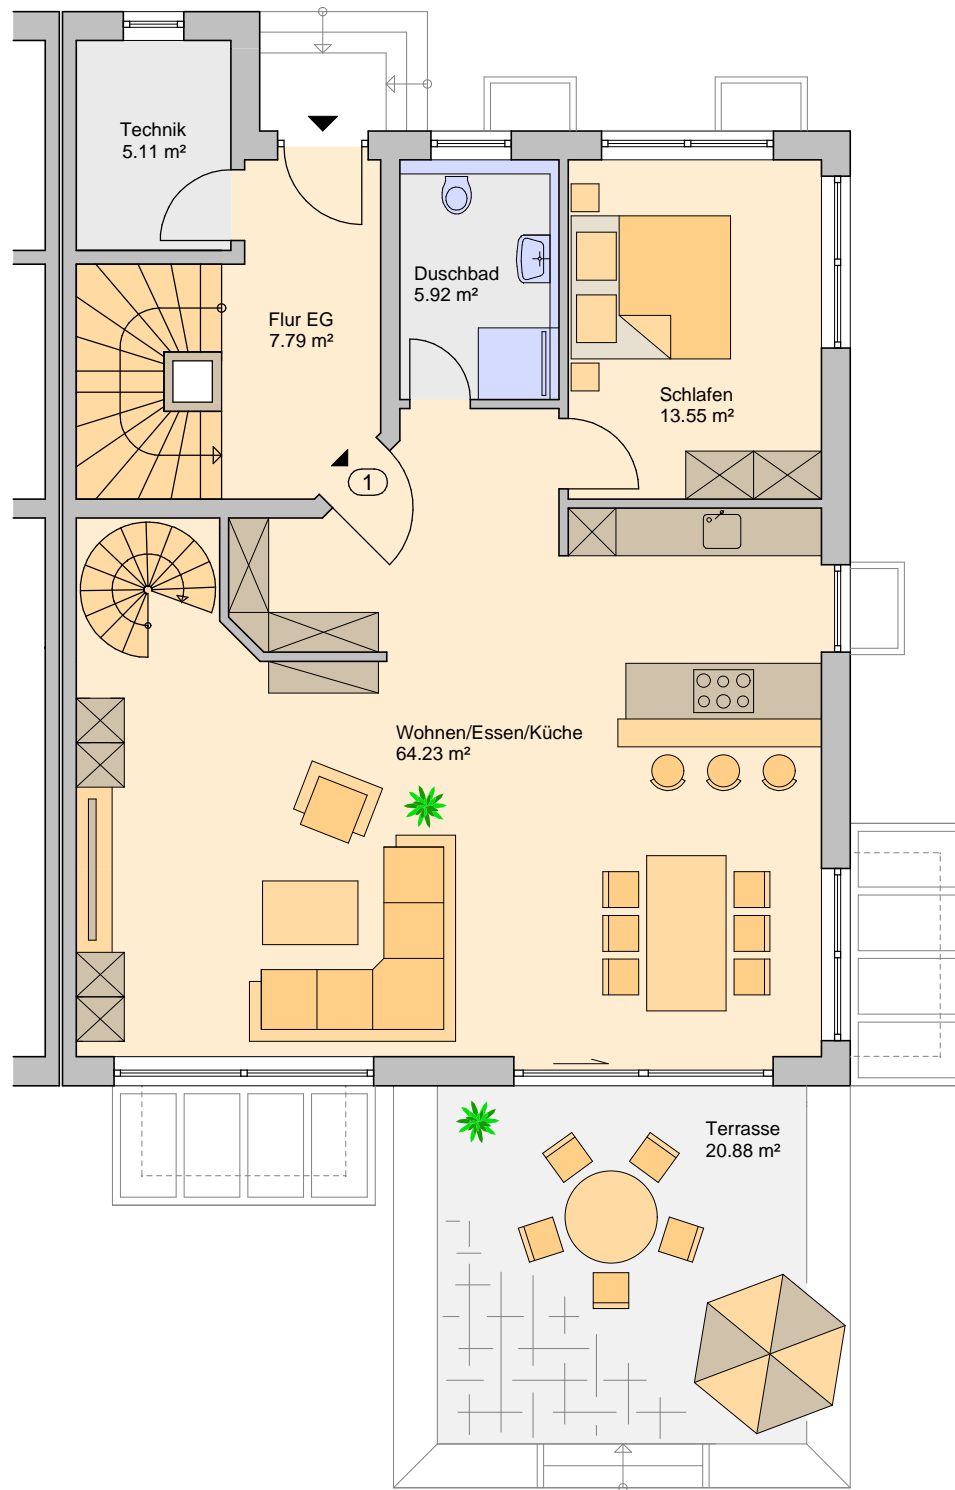 Technik
5.11 m²
Duschbad
5.92 m²
Flur EG
7.79 m²
Schlafen
13.55 m²
1
Wohnen/Essen/Küche
64.23 m²
Terrasse
20.88 m²